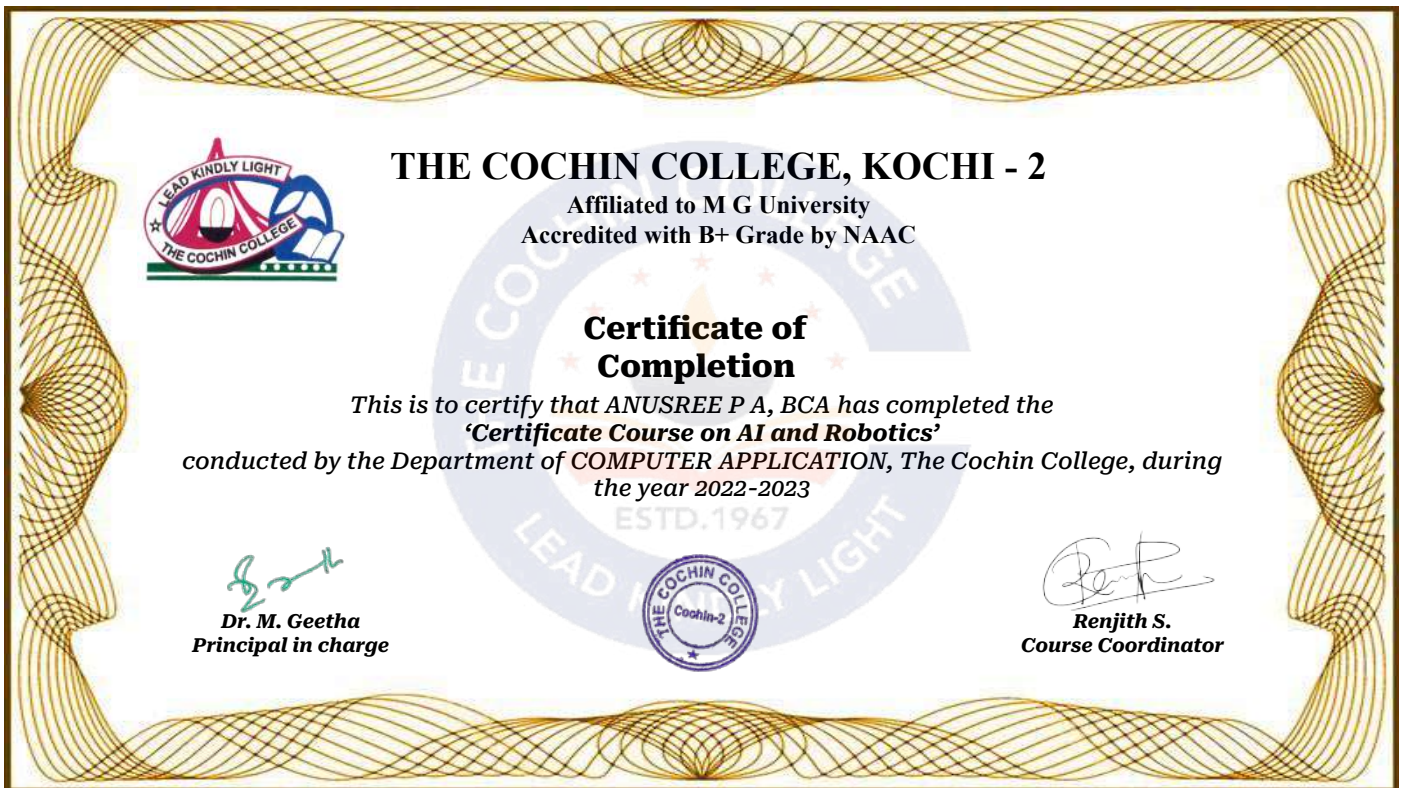 LEAD KINDLY LIGHT
THE COCHIN COLLEGE
THE COCHIN COLLEGE, KOCHI - 2
Affiliated to M G University
Accredited with B+ Grade by NAAC
THE COCHIN COLLEGE
Certificate of
Completion
This is to certify that ANUSREE P A, BCA has completed the
‘Certificate Course on AI and Robotics’
conducted by the Department of COMPUTER APPLICATION, The Cochin College, during
the year 2022-2023
ESTD.1967
LEAD KINDLY LIGHT
Dr. M. Geetha
Principal in charge
THE COCHIN COLLEGE
Cochin-2
Renjith S.
Course Coordinator